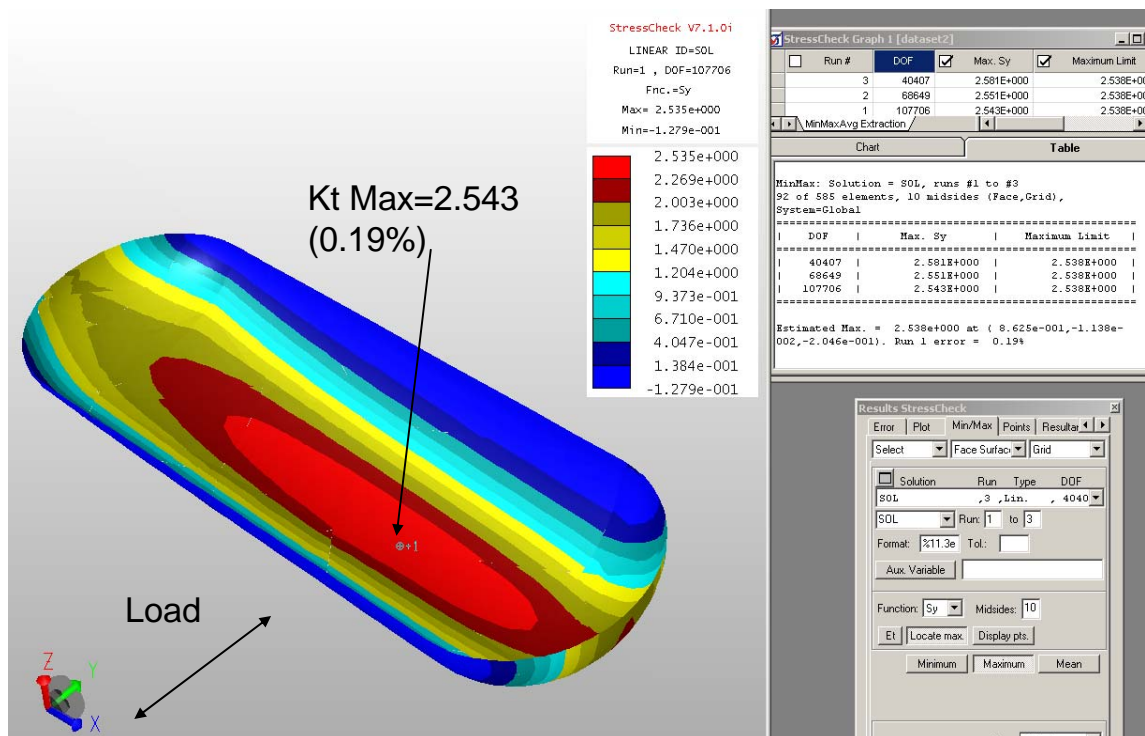 StressCheck V7.1.0i
LINEAR ID=SOL
Run=1 , DOF=107706
Fnc.=Sy
Max= 2.535e+000
Min=-1.279e-001
2.535e+000
2.269e+000
2.003e+000
1.736e+000
1.470e+000
1.204e+000
9.373e-001
6.710e-001
4.047e-001
1.384e-001
-1.279e-001
Kt Max=2.543
(0.19%)
+1
Load
Z
Y
X
StressCheck Graph 1 [dataset2]
Run # DOF Max. Sy Maximum Limit
3 40407 2.581E+000 2.538E+00
2 68649 2.551E+000 2.538E+00
1 107706 2.543E+000 2.538E+00
MinMaxAvg Extraction
Chart Table
MinMax: Solution = SOL, runs #1 to #3
92 of 585 elements, 10 midsides (Face,Grid),
System=Global
=====================================================
| DOF | Max. Sy | Maximum Limit |
=====================================================
| 40407 | 2.581E+000 | 2.538E+000 |
| 68649 | 2.551E+000 | 2.538E+000 |
| 107706 | 2.543E+000 | 2.538E+000 |
=====================================================
Estimated Max. = 2.538e+000 at ( 8.625e-001,-1.138e-
002,-2.046e-001). Run 1 error = 0.19%
Results StressCheck
Error Plot Min/Max Points Resultar
Select Face Surfac Grid
Solution Run Type DOF
SOL ,3 ,Lin. , 4040
SOL Run: 1 to 3
Format: %11.3e Tol.:
Aux. Variable
Function: Sy Midsides: 10
Et Locate max. Display pts.
Minimum Maximum Mean